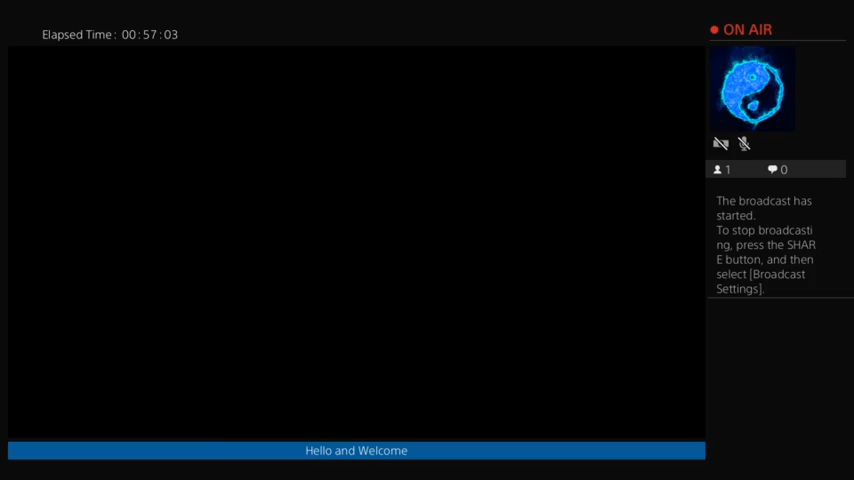 Elapsed Time: 00:57:03
ON AIR
1 0
The broadcast has
started.
To stop broadcasti
ng, press the SHAR
E button, and then
select [Broadcast
Settings].
Hello and Welcome